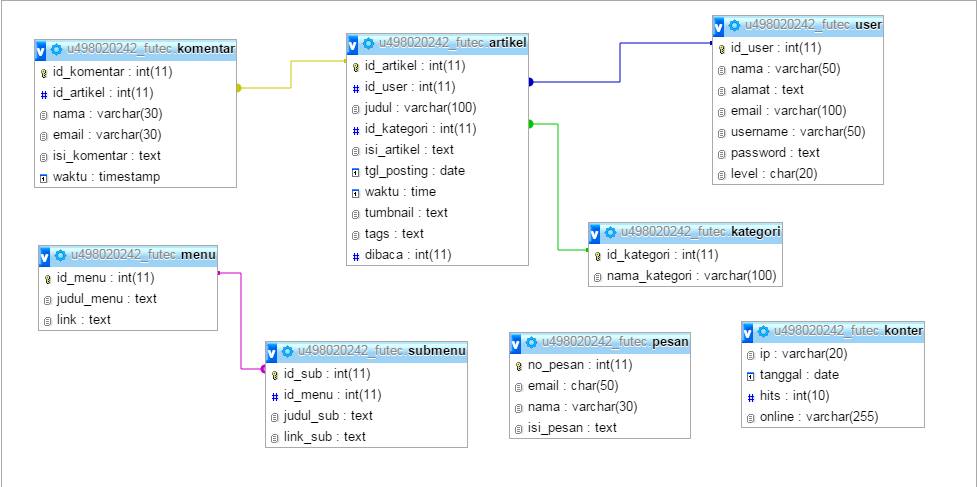 u498020242_futec komentar
id_komentar : int(11)
id_artikel : int(11)
nama : varchar(30)
email : varchar(30)
isi_komentar : text
waktu : timestamp
u498020242_futec artikel
id_artikel : int(11)
id_user : int(11)
judul : varchar(100)
id_kategori : int(11)
isi_artikel : text
tgl_posting : date
waktu : time
tumbnail : text
tags : text
dibaca : int(11)
u498020242_futec user
id_user : int(11)
nama : varchar(50)
alamat : text
email : varchar(100)
username : varchar(50)
password : text
level : char(20)
u498020242_futec kategori
id_kategori : int(11)
nama_kategori : varchar(100)
u498020242_futec menu
id_menu : int(11)
judul_menu : text
link : text
u498020242_futec submenu
id_sub : int(11)
id_menu : int(11)
judul_sub : text
link_sub : text
u498020242_futec pesan
no_pesan : int(11)
email : char(50)
nama : varchar(30)
isi_pesan : text
u498020242_futec konter
ip : varchar(20)
tanggal : date
hits : int(10)
online : varchar(255)